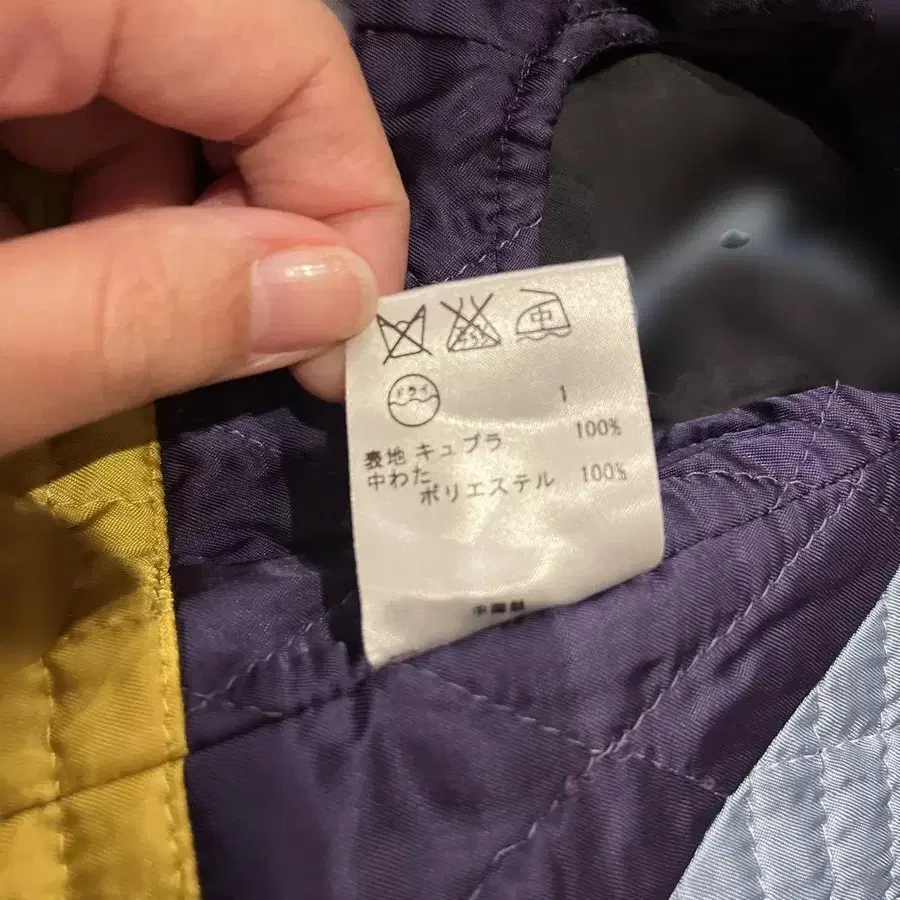 中
ドライ
1
表地 キュプラ 100%
中わた ポリエステル 100%
中国製